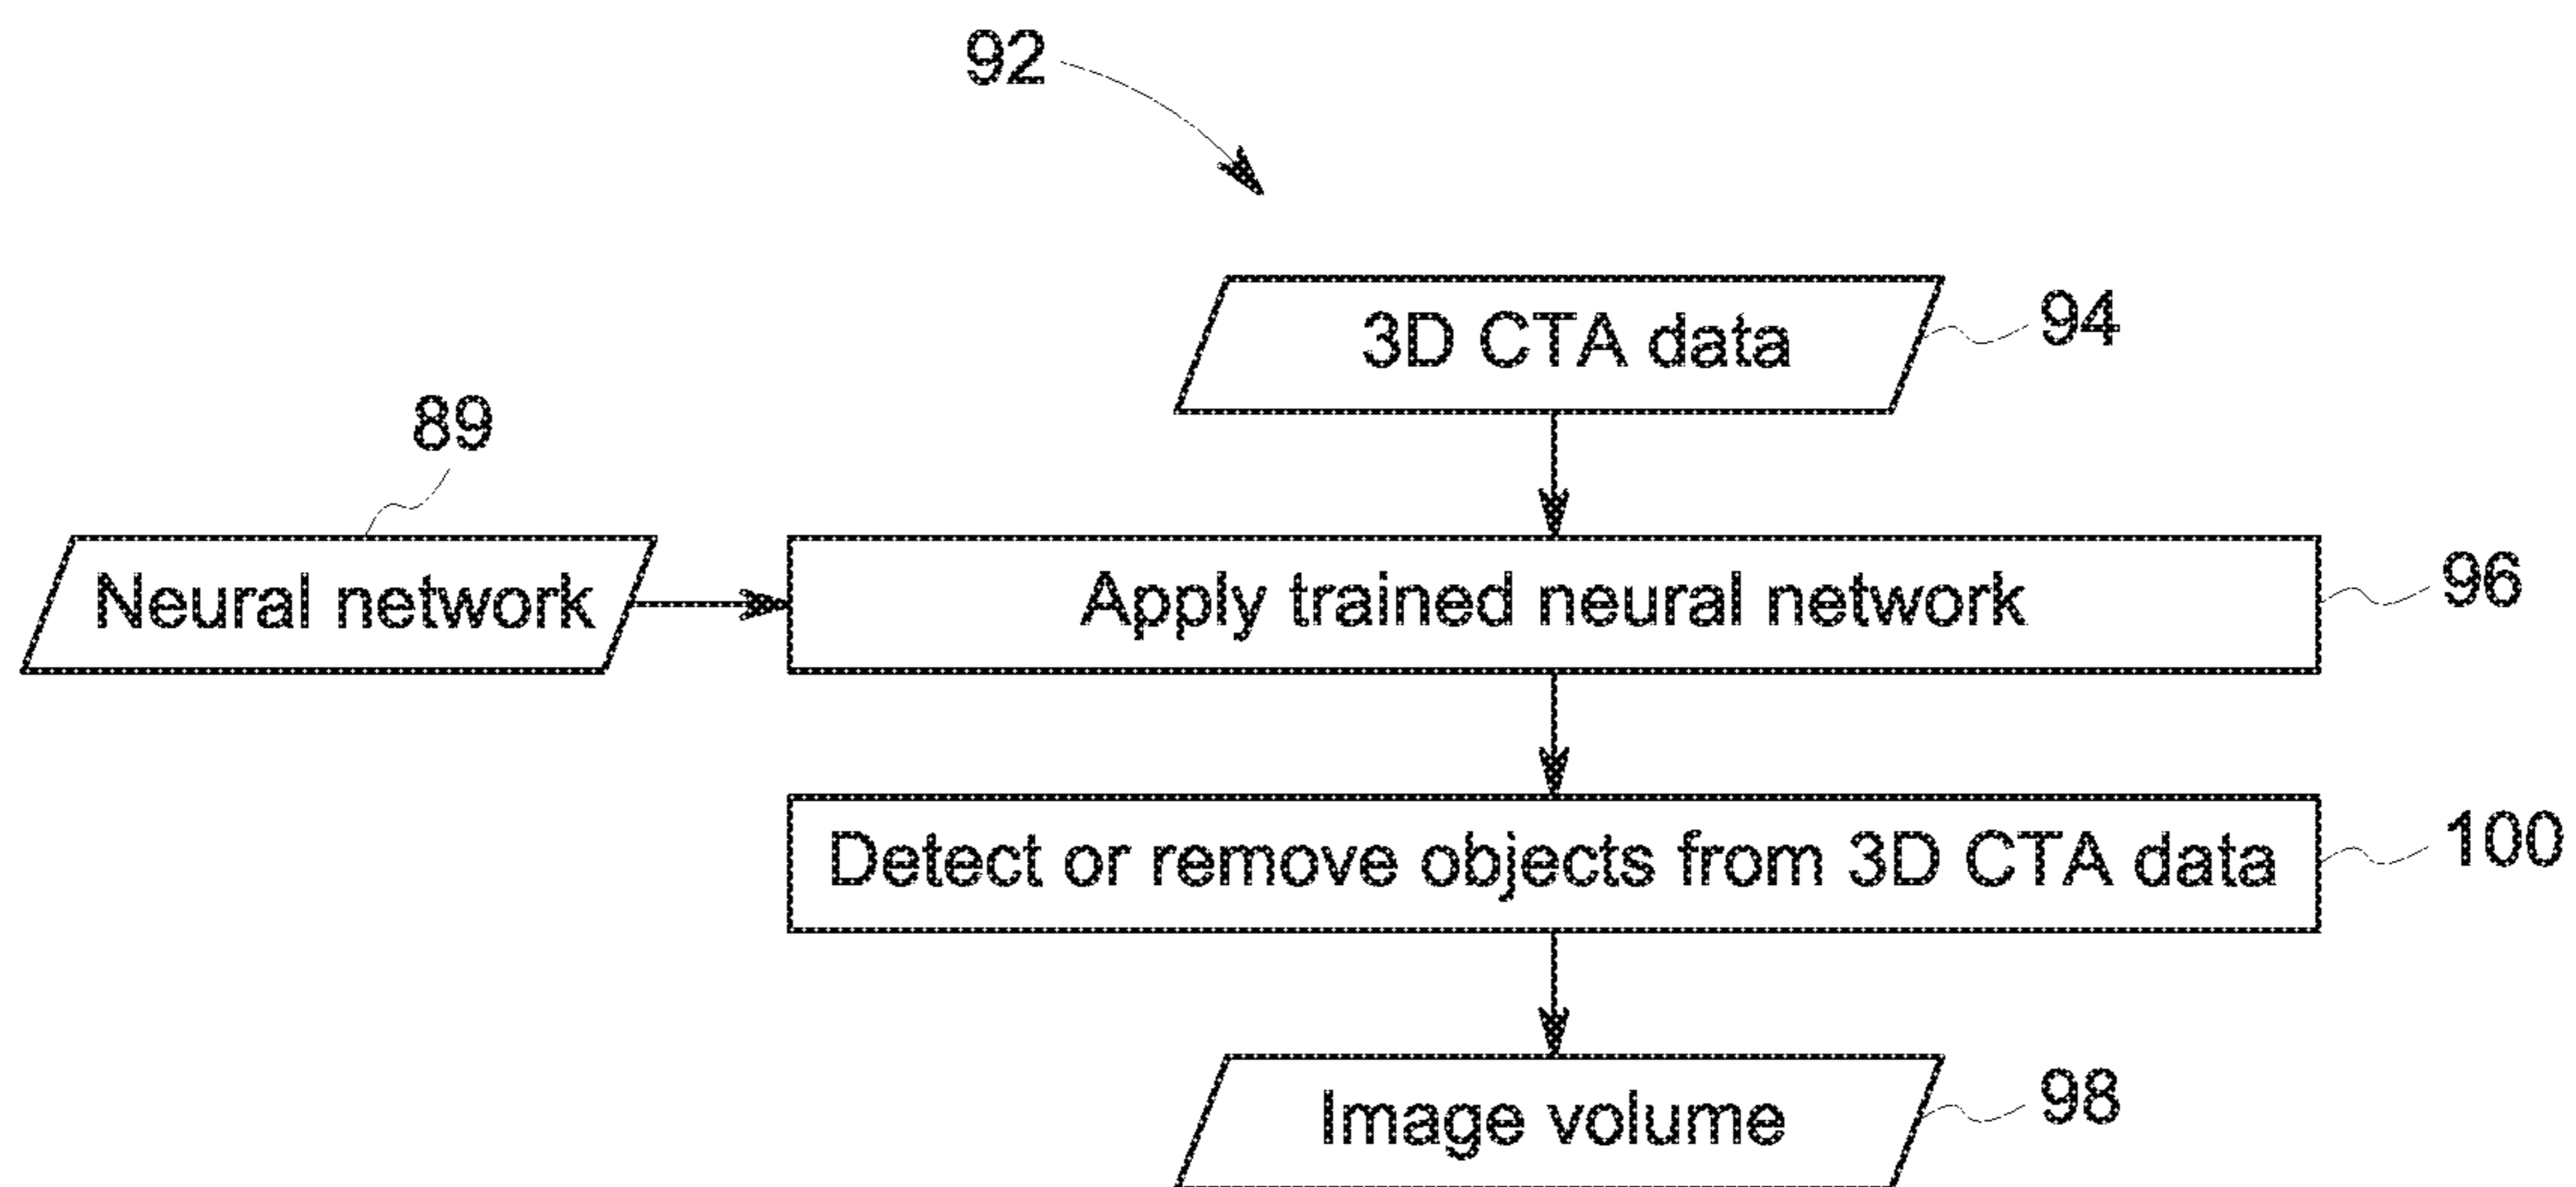 92
3D CTA data
94
89
Neural network
Apply trained neural network
96
Detect or remove objects from 3D CTA data
100
Image volume
98